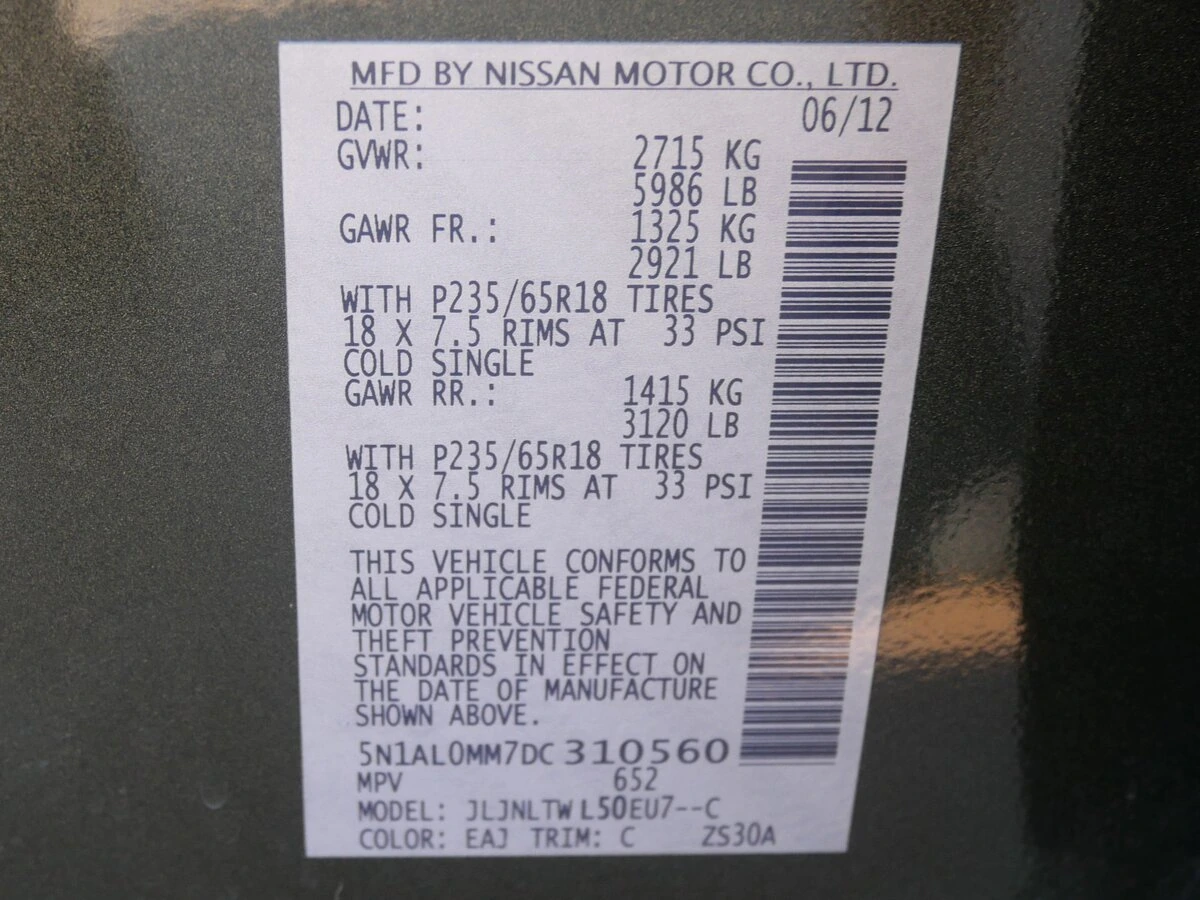 MFD BY NISSAN MOTOR CO., LTD.
DATE: 06/12
GVWR: 2715 KG
5986 LB
GAWR FR.: 1325 KG
2921 LB
WITH P235/65R18 TIRES
18 X 7.5 RIMS AT 33 PSI
COLD SINGLE
GAWR RR.: 1415 KG
3120 LB
WITH P235/65R18 TIRES
18 X 7.5 RIMS AT 33 PSI
COLD SINGLE
THIS VEHICLE CONFORMS TO
ALL APPLICABLE FEDERAL
MOTOR VEHICLE SAFETY AND
THEFT PREVENTION
STANDARDS IN EFFECT ON
THE DATE OF MANUFACTURE
SHOWN ABOVE.
5N1AL0MM7DC310560
MPV 652
MODEL: JLJNLTWL50EU7--C
COLOR: EAJ TRIM: C ZS30A